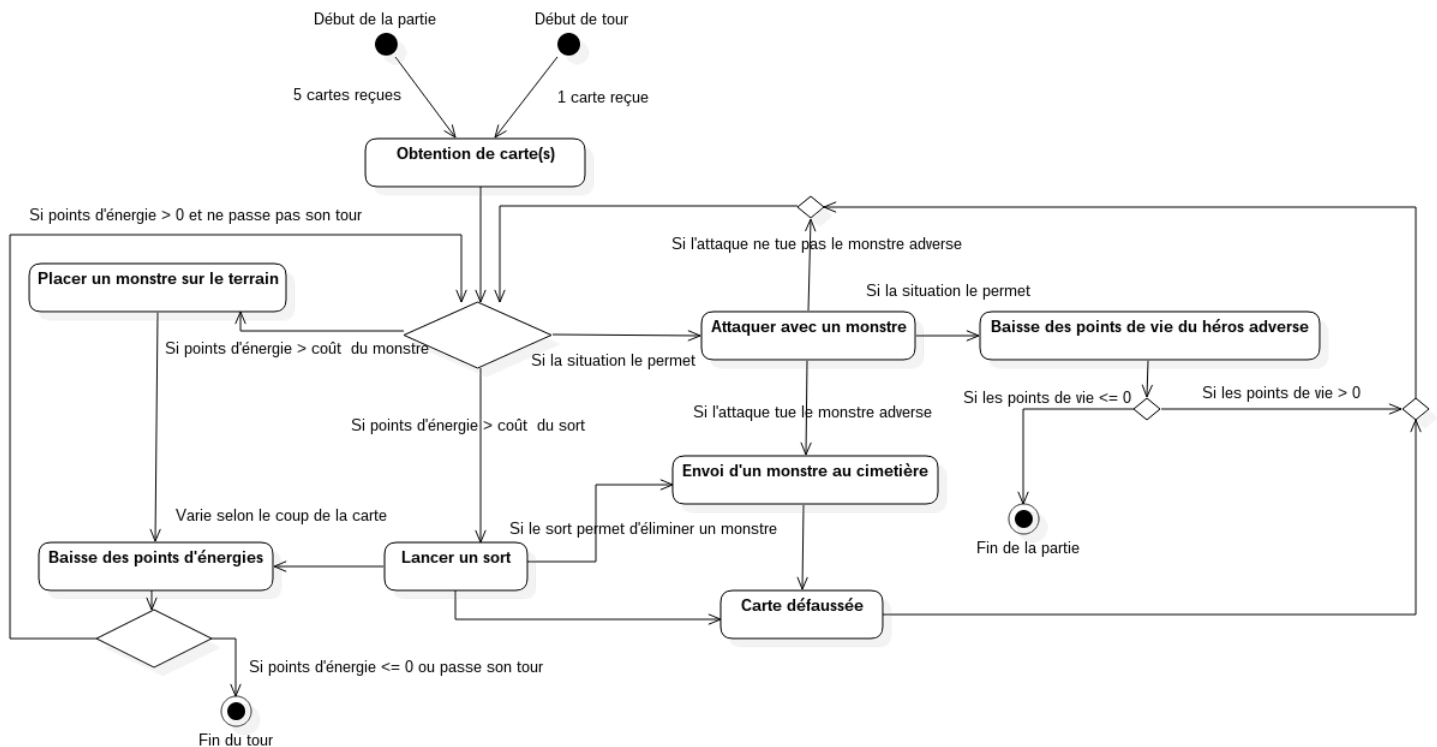 Début de la partie
Début de tour
5 cartes reçues
1 carte reçue
Obtention de carte(s)
Si points d'énergie > 0 et ne passe pas son tour
Si l'attaque ne tue pas le monstre adverse
Placer un monstre sur le terrain
Si la situation le permet
Attaquer avec un monstre
Baisse des points de vie du héros adverse
Si points d'énergie > coût  du monstre
Si la situation le permet
Si les points de vie <= 0
Si les points de vie > 0
Si l'attaque tue le monstre adverse
Si points d'énergie > coût  du sort
Envoi d'un monstre au cimetière
Varie selon le coup de la carte
Si le sort permet d'éliminer un monstre
Fin de la partie
Baisse des points d'énergies
Lancer un sort
Carte défaussée
Si points d'énergie <= 0 ou passe son tour
Fin du tour